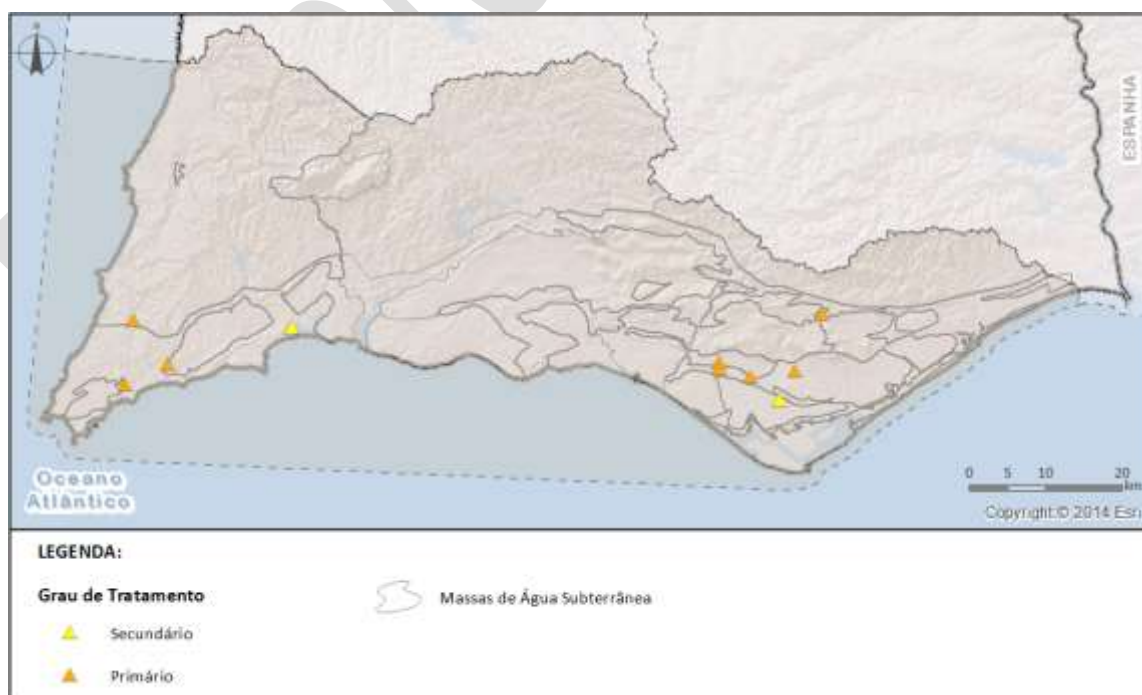 ESPANHA
Oceano
Atlântico
0 5 10 20
km
Copyright:© 2014 Esri
LEGENDA:
Grau de Tratamento
Massas de Água Subterrânea
Secundário
Primário